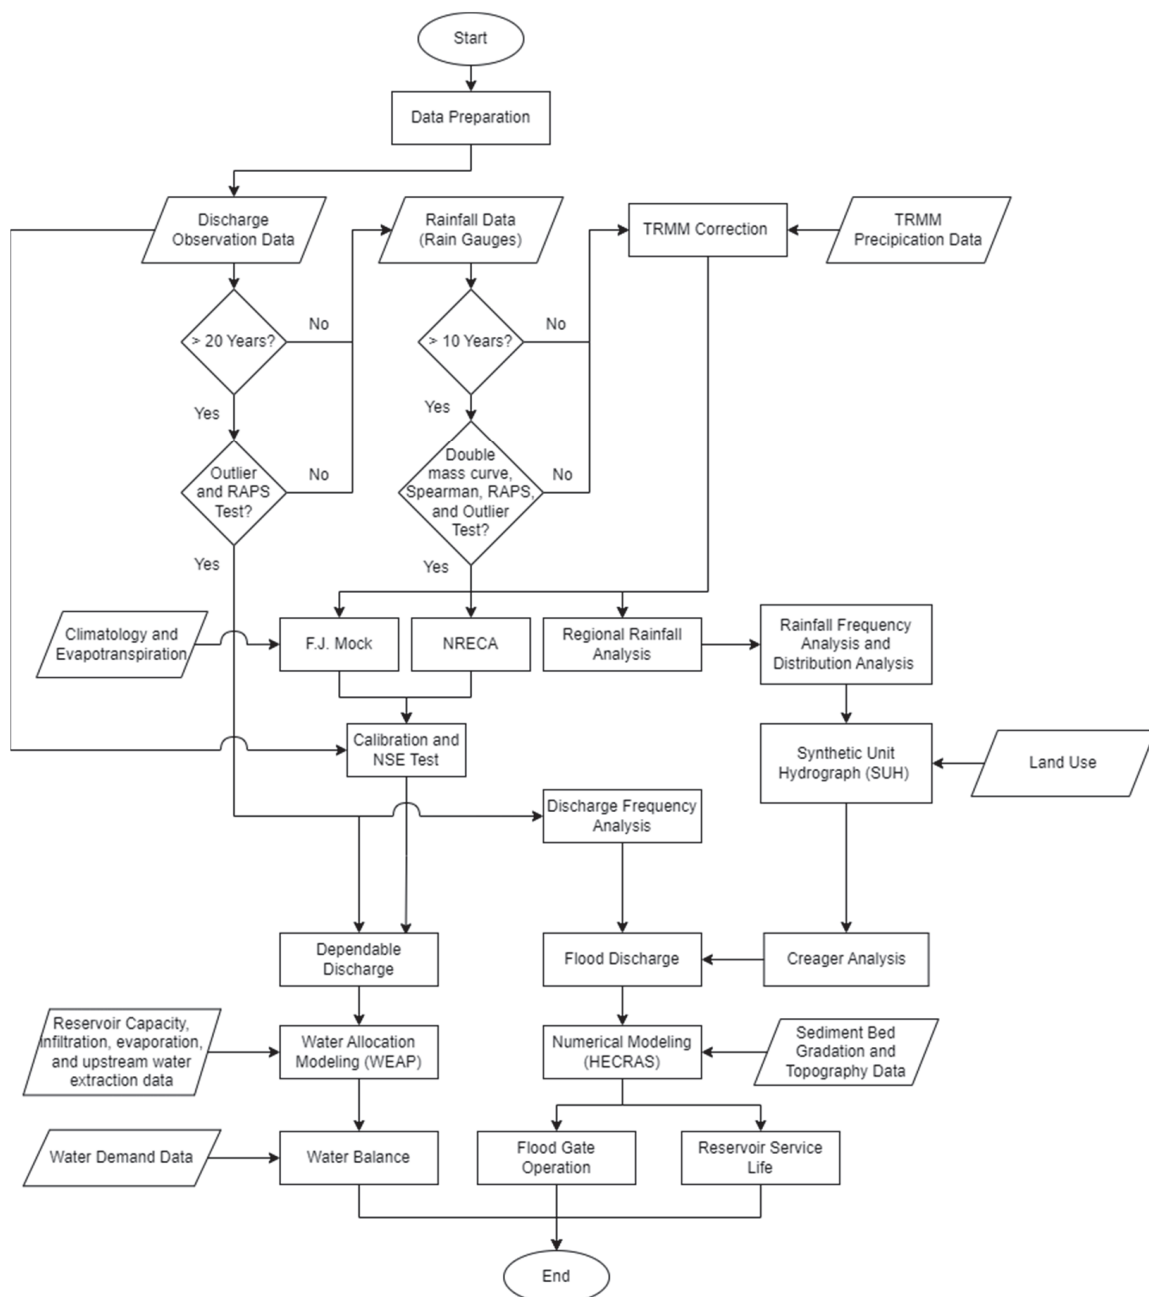 Start
Data Preparation
Discharge
Observation Data
Rainfall Data
(Rain Gauges)
TRMM Correction
TRMM
Precipication Data
> 20 Years?
No
> 10 Years?
No
Yes
Yes
Outlier
and RAPS
Test?
No
Double
mass curve,
Spearman, RAPS,
and Outlier
Test?
No
Yes
Yes
Climatology and
Evapotranspiration
F.J. Mock
NRECA
Regional Rainfall
Analysis
Rainfall Frequency
Analysis and
Distribution Analysis
Calibration and
NSE Test
Synthetic Unit
Hydrograph (SUH)
Land Use
Discharge Frequency
Analysis
Dependable
Discharge
Flood Discharge
Creager Analysis
Reservoir Capacity,
infiltration, evaporation,
and upstream water
extraction data
Water Allocation
Modeling (WEAP)
Numerical Modeling
(HECRAS)
Sediment Bed
Gradation and
Topography Data
Water Demand Data
Water Balance
Flood Gate
Operation
Reservoir Service
Life
End